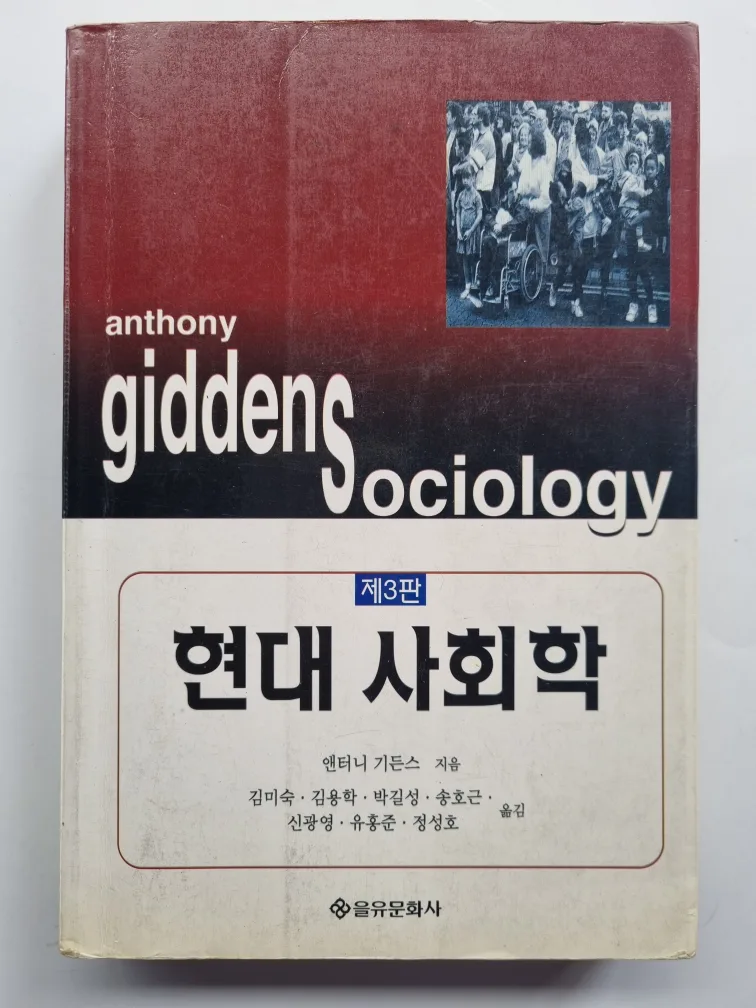 anthony
giddens
sociology
제3판
현대 사회학
앤터니 기든스 지음
김미숙 · 김용학 · 박길성 · 송호근 ·
신광영 · 유홍준 · 정성호 옮김
을유문화사